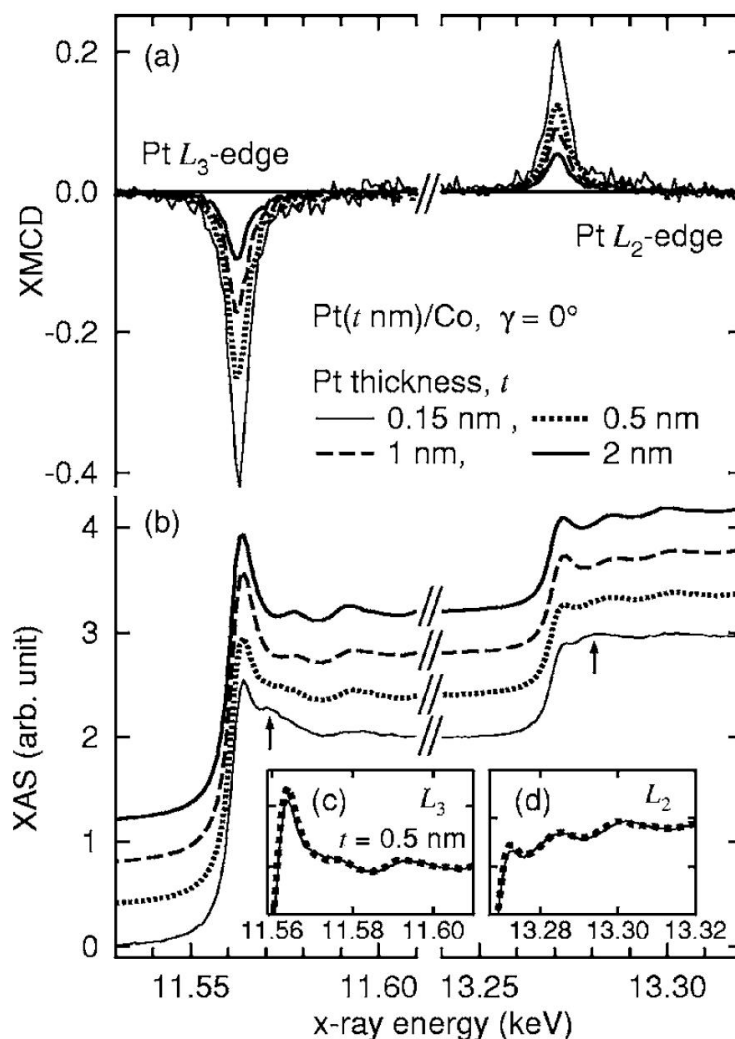 (a)
0.2
0.0
-0.2
-0.4
XMCD
Pt L₃-edge
Pt L₂-edge
Pt(t nm)/Co, γ = 0°
Pt thickness, t
0.15 nm , 0.5 nm
1 nm, 2 nm
(b)
4
3
2
1
0
XAS (arb. unit)
(c) L₃
t = 0.5 nm
11.56 11.58 11.60
(d) L₂
13.28 13.30 13.32
11.55 11.60 13.25 13.30
x-ray energy (keV)